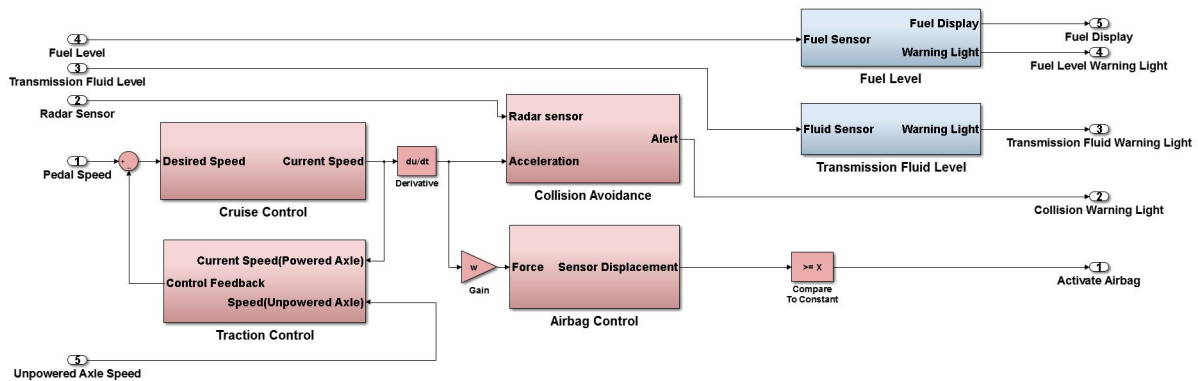 4
Fuel Level
3
Transmission Fluid Level
2
Radar Sensor
1
Pedal Speed
+
-
Desired Speed
Current Speed
Cruise Control
du/dt
Derivative
Radar sensor
Acceleration
Alert
Collision Avoidance
Fuel Sensor
Fuel Display
Warning Light
Fuel Level
5
Fuel Display
4
Fuel Level Warning Light
Fluid Sensor
Warning Light
Transmission Fluid Level
3
Transmission Fluid Warning Light
2
Collision Warning Light
Current Speed(Powered Axle)
Control Feedback
Speed(Unpowered Axle)
Traction Control
w
Gain
Force
Sensor Displacement
Airbag Control
>= X
Compare
To Constant
1
Activate Airbag
5
Unpowered Axle Speed